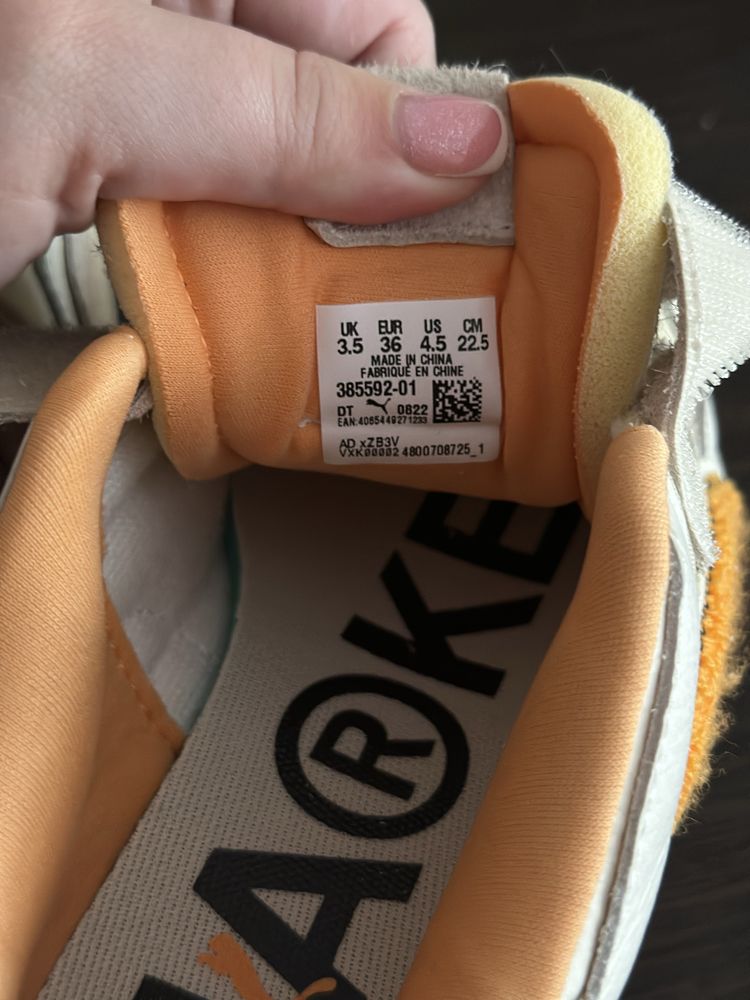 UK EUR US CM
3.5 36 4.5 22.5
MADE IN CHINA
FABRIQUÉ EN CHINE
385592-01
DT 0822
EAN:4065449271233
AD xZB3V
VXK00002 4800708725_1
A®KE